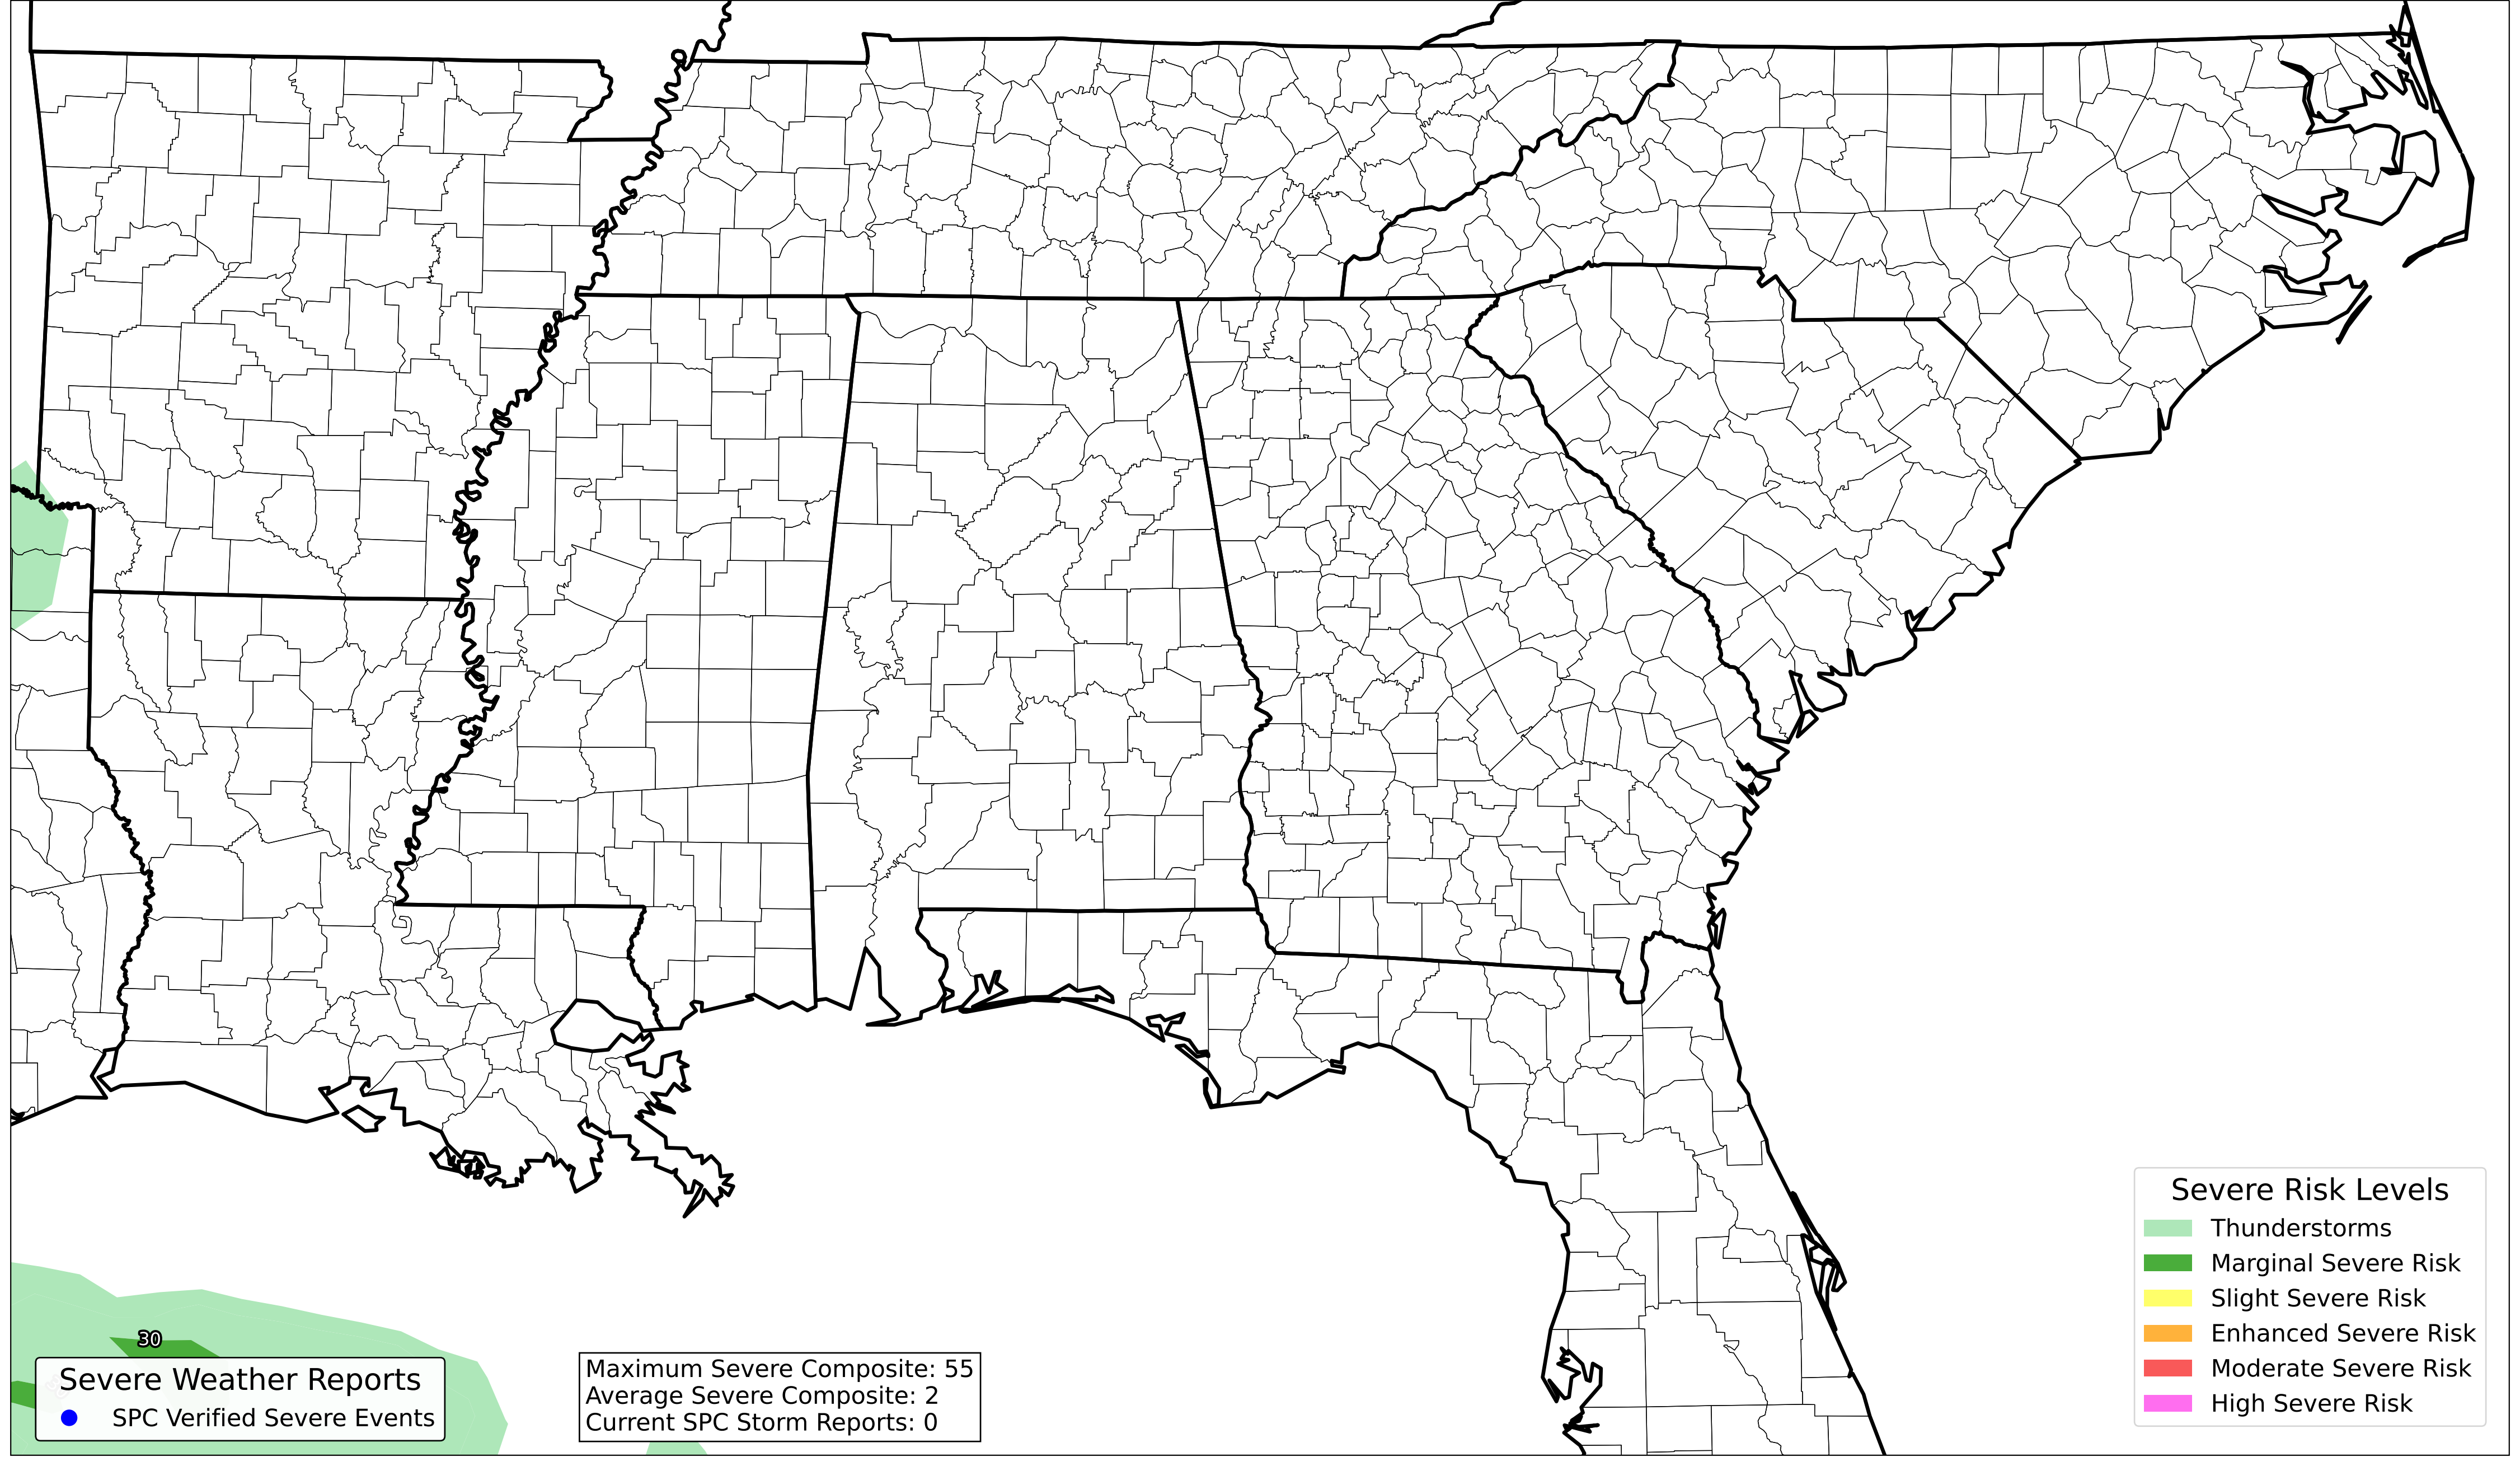 30
Severe Weather Reports
SPC Verified Severe Events
Maximum Severe Composite: 55
Average Severe Composite: 2
Current SPC Storm Reports: 0
Severe Risk Levels
Thunderstorms
Marginal Severe Risk
Slight Severe Risk
Enhanced Severe Risk
Moderate Severe Risk
High Severe Risk